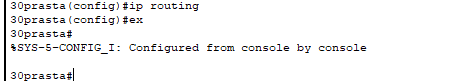 30prasta(config)#ip routing
30prasta(config)#ex
30prasta#
%SYS-5-CONFIG_I: Configured from console by console
30prasta#